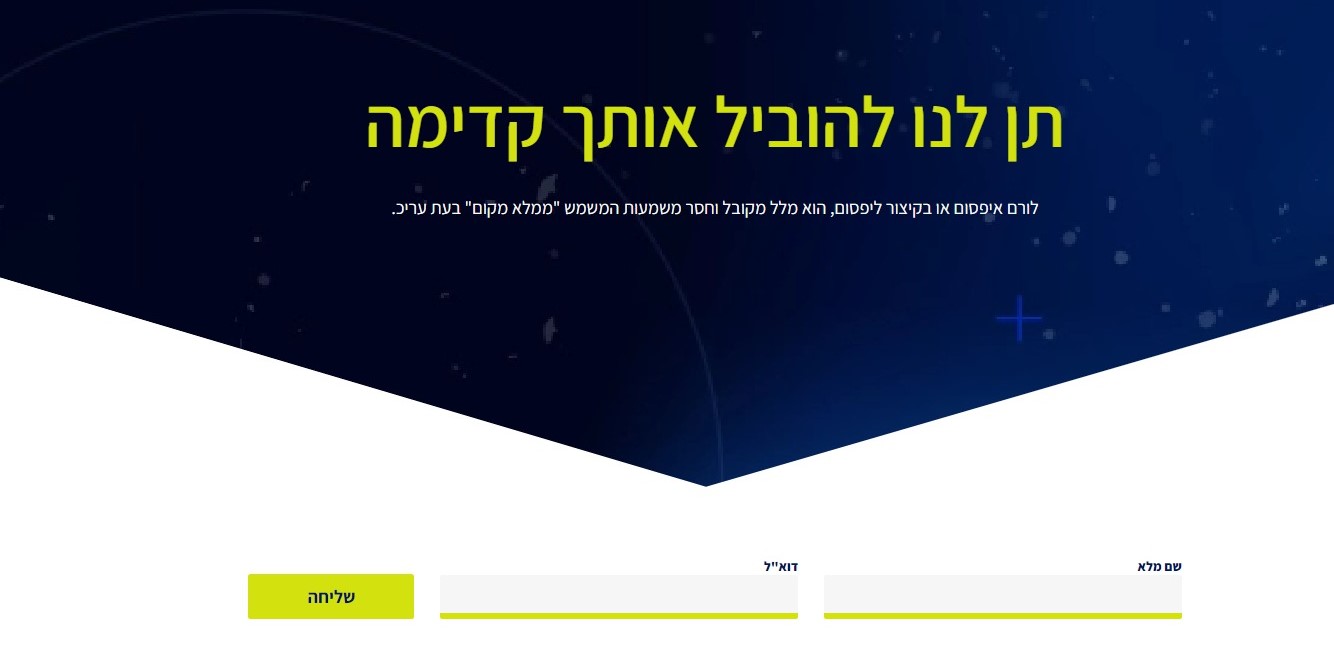 תן לנו להוביל אותך קדימה
לורם איפסום או בקיצור ליפסום, הוא מלל מקובל וחסר משמעות המשמש "ממלא מקום" בעת עריכ.
שם מלא
דוא"ל
שליחה